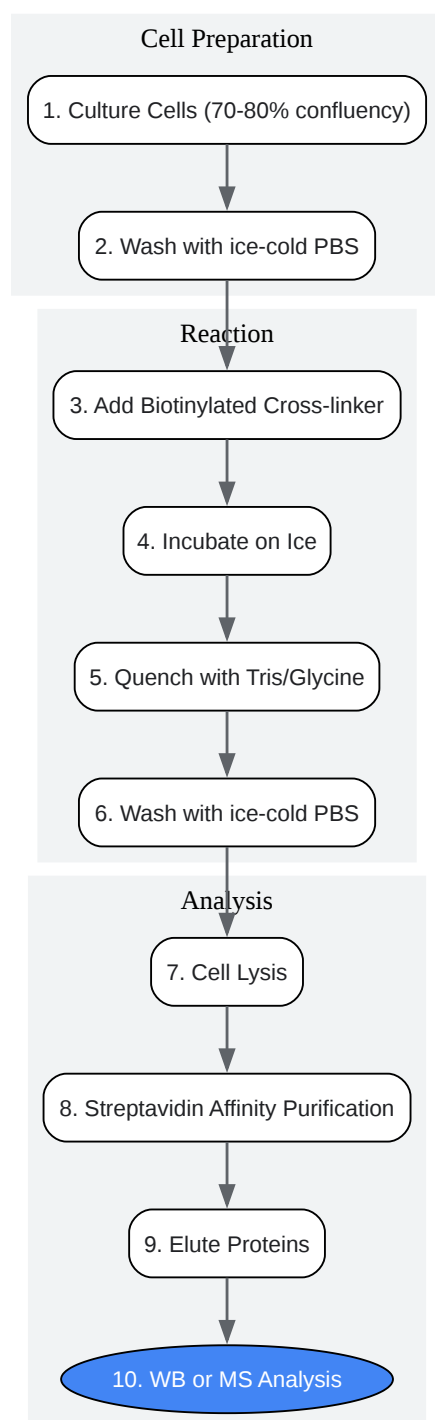 Cell Preparation
1. Culture Cells (70-80% confluency)
2. Wash with ice-cold PBS
Reaction
3. Add Biotinylated Cross-linker
4. Incubate on Ice
5. Quench with Tris/Glycine
6. Wash with ice-cold PBS
Analysis
7. Cell Lysis
8. Streptavidin Affinity Purification
9. Elute Proteins
10. WB or MS Analysis